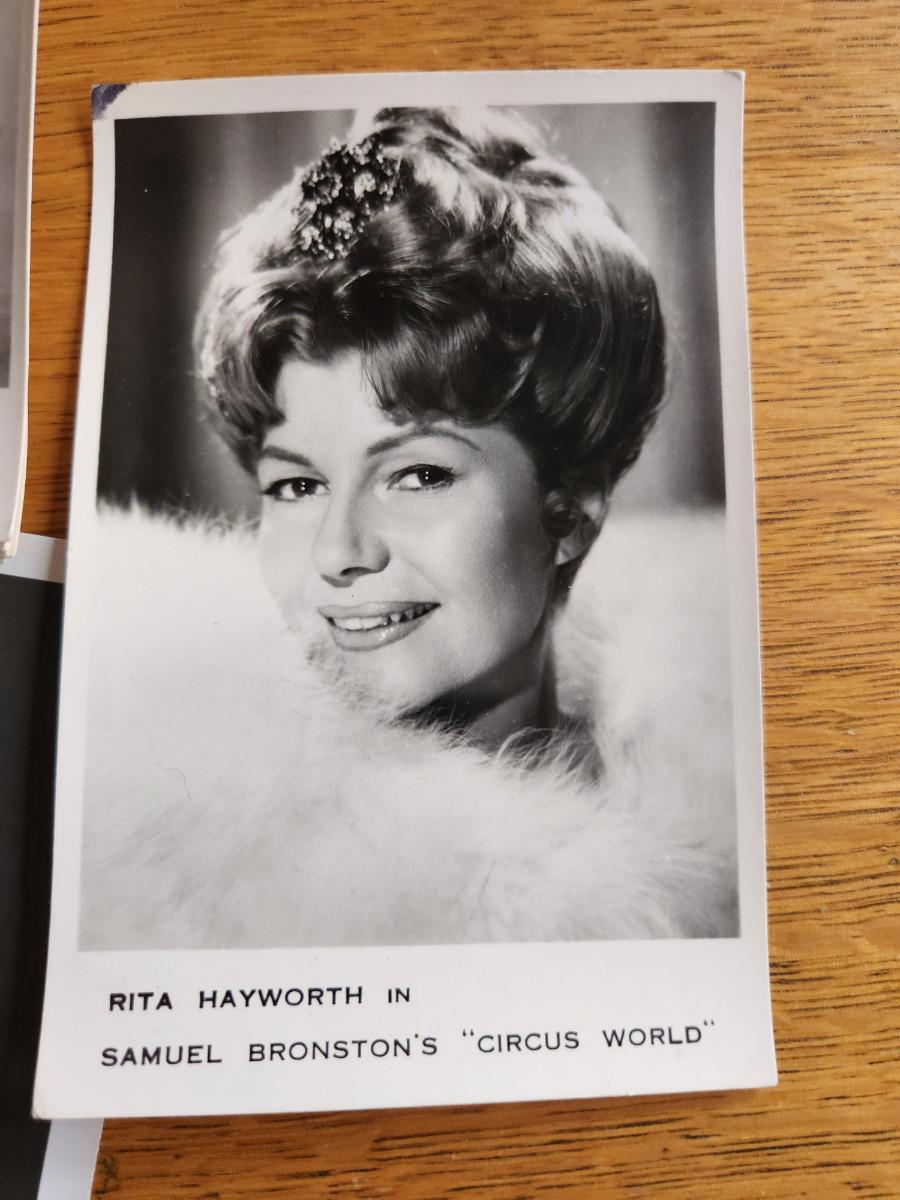 RITA HAYWORTH IN
SAMUEL BRONSTON'S "CIRCUS WORLD"